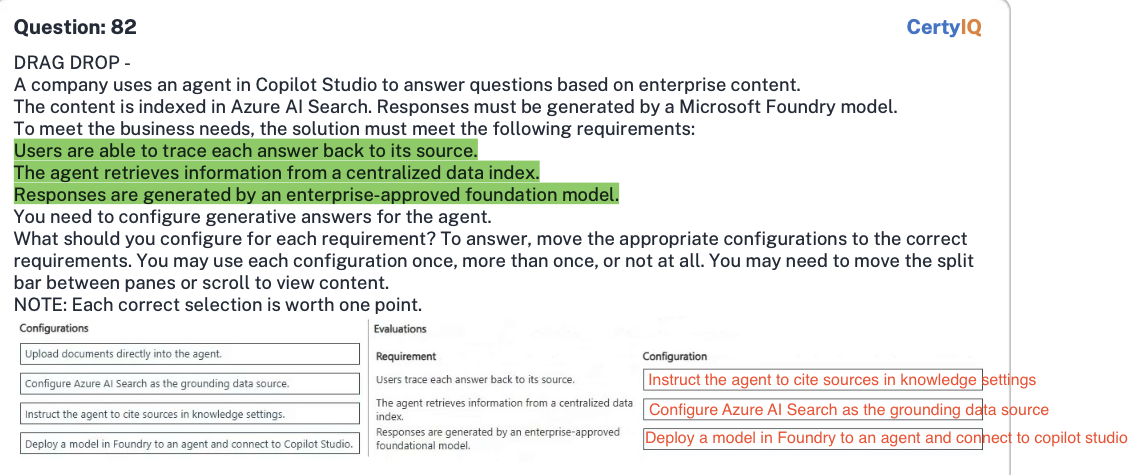 Question: 82
CertyIQ
DRAG DROP -
A company uses an agent in Copilot Studio to answer questions based on enterprise content.
The content is indexed in Azure AI Search. Responses must be generated by a Microsoft Foundry model.
To meet the business needs, the solution must meet the following requirements:
Users are able to trace each answer back to its source.
The agent retrieves information from a centralized data index.
Responses are generated by an enterprise-approved foundation model.
You need to configure generative answers for the agent.
What should you configure for each requirement? To answer, move the appropriate configurations to the correct
requirements. You may use each configuration once, more than once, or not at all. You may need to move the split
bar between panes or scroll to view content.
NOTE: Each correct selection is worth one point.
Configurations
Upload documents directly into the agent.
Configure Azure AI Search as the grounding data source.
Instruct the agent to cite sources in knowledge settings.
Deploy a model in Foundry to an agent and connect to Copilot Studio.
Evaluations
Requirement
Configuration
Users trace each answer back to its source.
Instruct the agent to cite sources in knowledge settings
The agent retrieves information from a centralized data
index.
Configure Azure AI Search as the grounding data source
Responses are generated by an enterprise-approved
foundational model.
Deploy a model in Foundry to an agent and connect to copilot studio